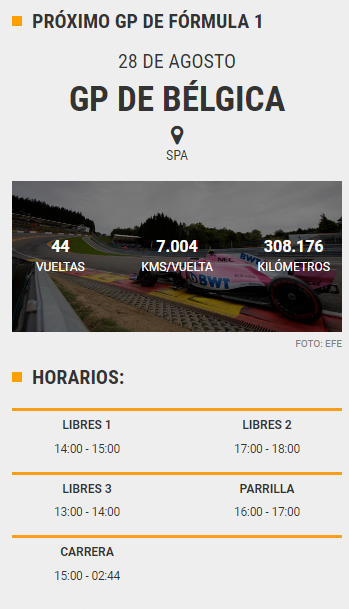 PRÓXIMO GP DE FÓRMULA 1
28 DE AGOSTO
GP DE BÉLGICA
SPA
44
VUELTAS
7.004
KMS/VUELTA
308.176
KILÓMETROS
NEC
BWT
BWT
FOTO: EFE
HORARIOS:
LIBRES 1
14:00 - 15:00
LIBRES 2
17:00 - 18:00
LIBRES 3
13:00 - 14:00
PARRILLA
16:00 - 17:00
CARRERA
15:00 - 02:44